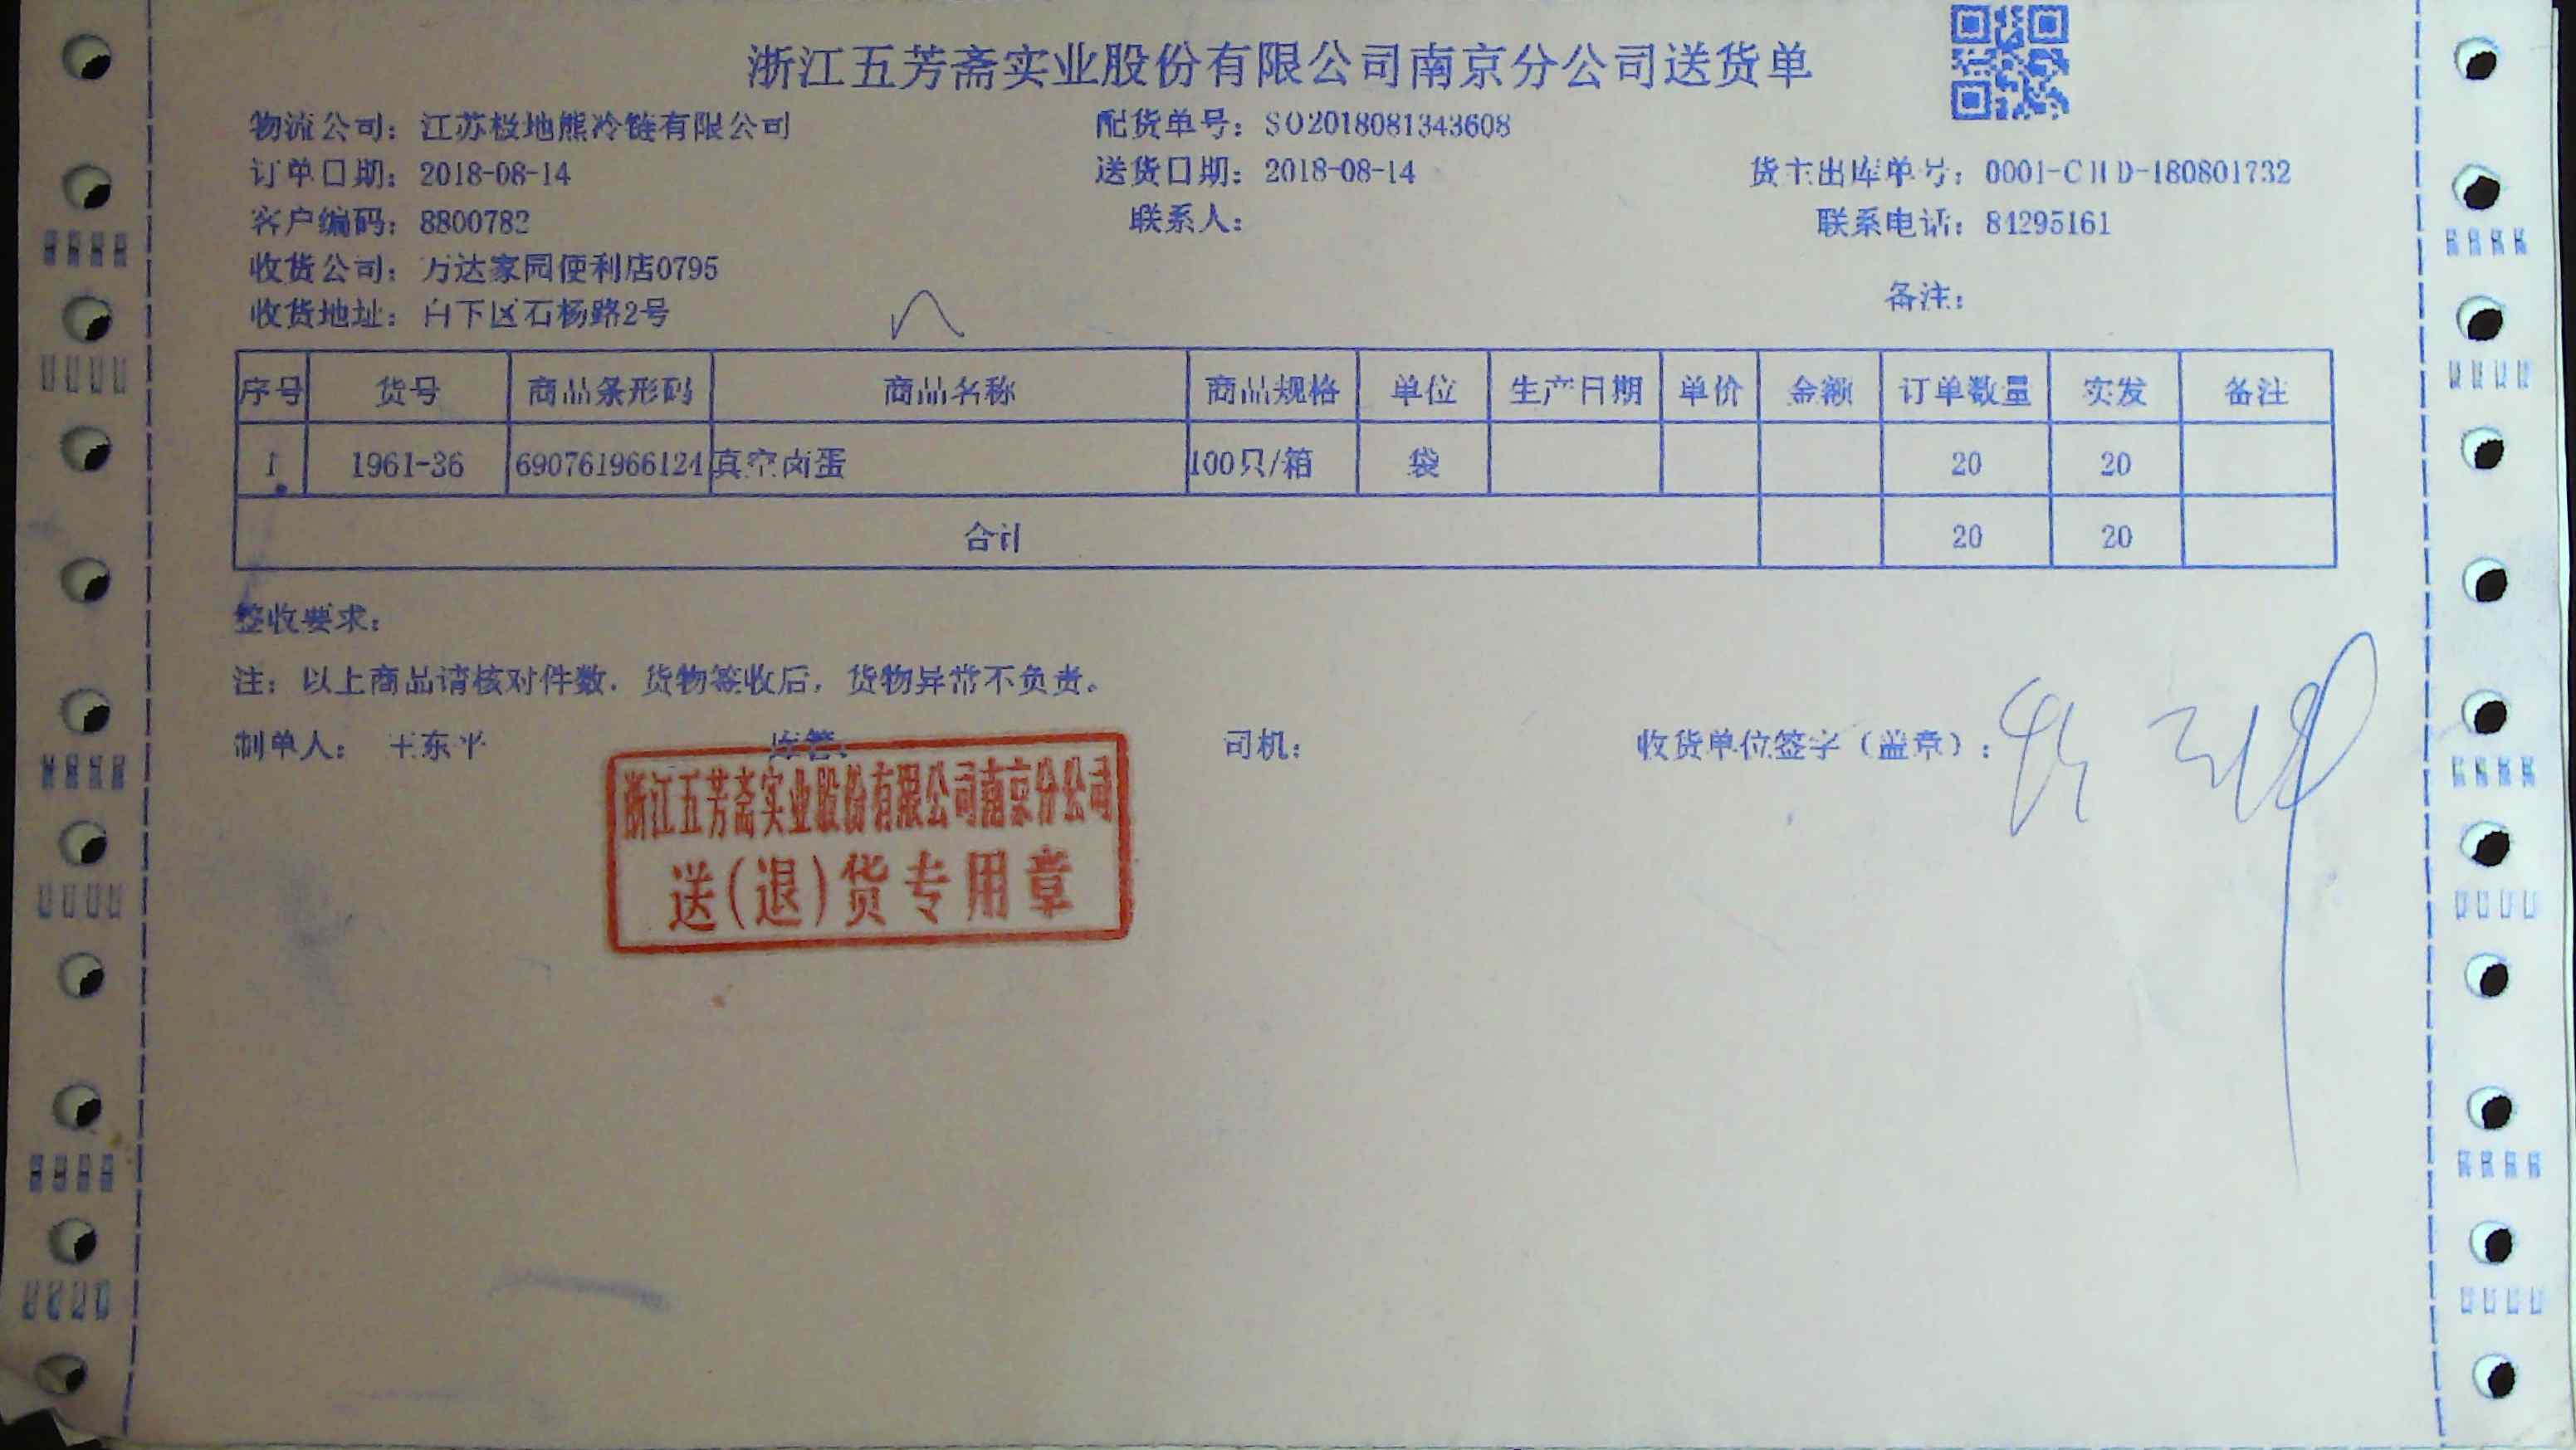 浙江五芳斋实业股份有限公司南京分公司送货单
物流公司：江苏极地熊冷链有限公司 配货单号：SO2018081343608
订单日期：2018-08-14 送货日期：2018-08-14 货主出库单号：0001-CHD-180801732
客户编码：8800782 联系人： 联系电话：84295161
收货公司：万达家园便利店0795
收货地址：白下区石杨路2号 备注：
序号 货号 商品条形码 商品名称 商品规格 单位 生产日期 单价 金额 订单数量 实发 备注
1 1961-36 690761966124 真空卤蛋 100只/箱 袋 20 20
合计 20 20
签收要求：
注：以上商品请核对件数．货物签收后，货物异常不负责。
制单人： 王东平 库管： 司机： 收货单位签字（盖章）：
浙江五芳斋实业股份有限公司南京分公司
送(退)货专用章